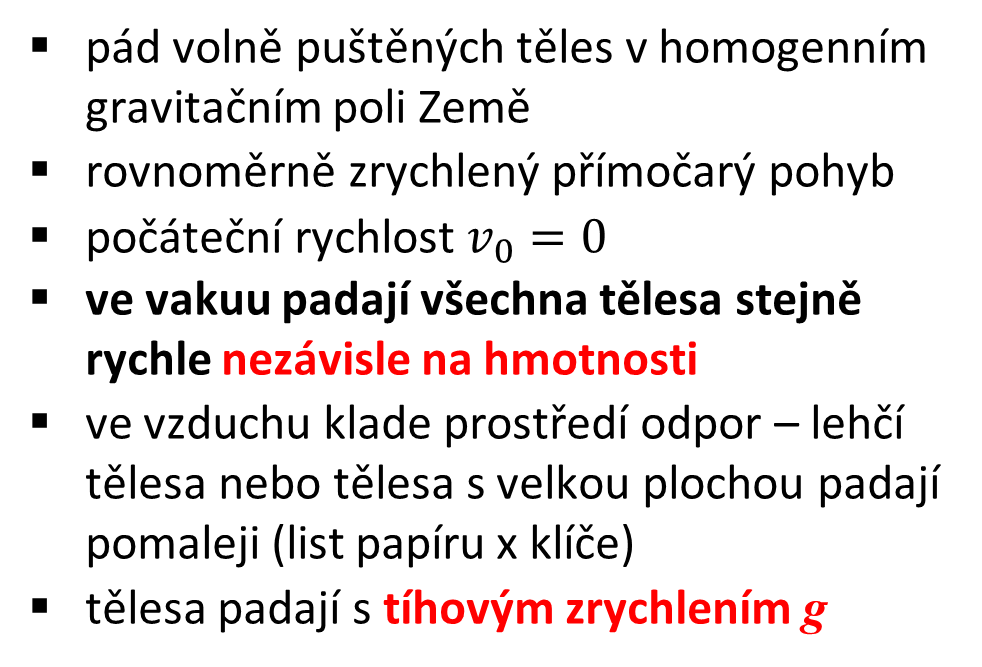 ▪ pád volně puštěných těles v homogenním
gravitačním poli Země
▪ rovnoměrně zrychlený přímočarý pohyb
▪ počáteční rychlost v₀ = 0
▪ ve vakuu padají všechna tělesa stejně
rychle nezávisle na hmotnosti
▪ ve vzduchu klade prostředí odpor – lehčí
tělesa nebo tělesa s velkou plochou padají
pomaleji (list papíru x klíče)
▪ tělesa padají s tíhovým zrychlením g